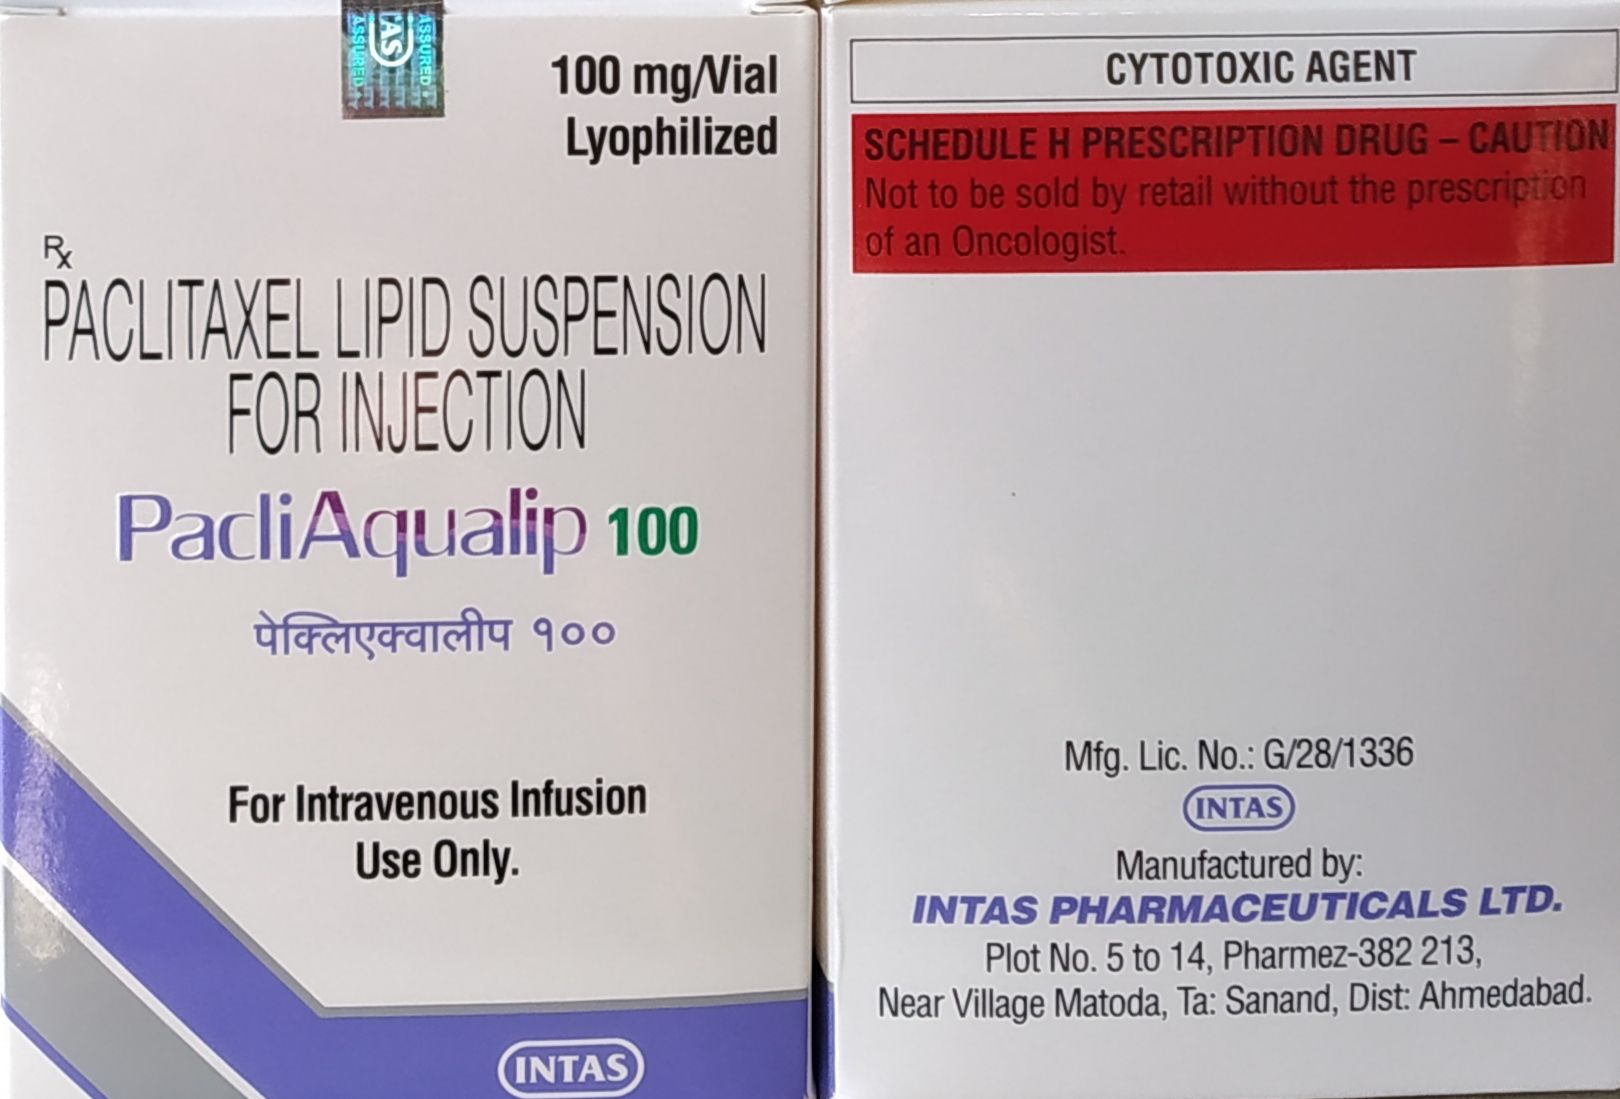 ASSURED
INTAS
ASSURED
100 mg/Vial
Lyophilized
Rx
PACLITAXEL LIPID SUSPENSION
FOR INJECTION
PacliAqualip 100
पेक्लिएक्वालीप १००
For Intravenous Infusion
Use Only.
INTAS
CYTOTOXIC AGENT
SCHEDULE H PRESCRIPTION DRUG – CAUTION
Not to be sold by retail without the prescription
of an Oncologist.
Mfg. Lic. No.: G/28/1336
INTAS
Manufactured by:
INTAS PHARMACEUTICALS LTD.
Plot No. 5 to 14, Pharmez-382 213,
Near Village Matoda, Ta: Sanand, Dist: Ahmedabad.